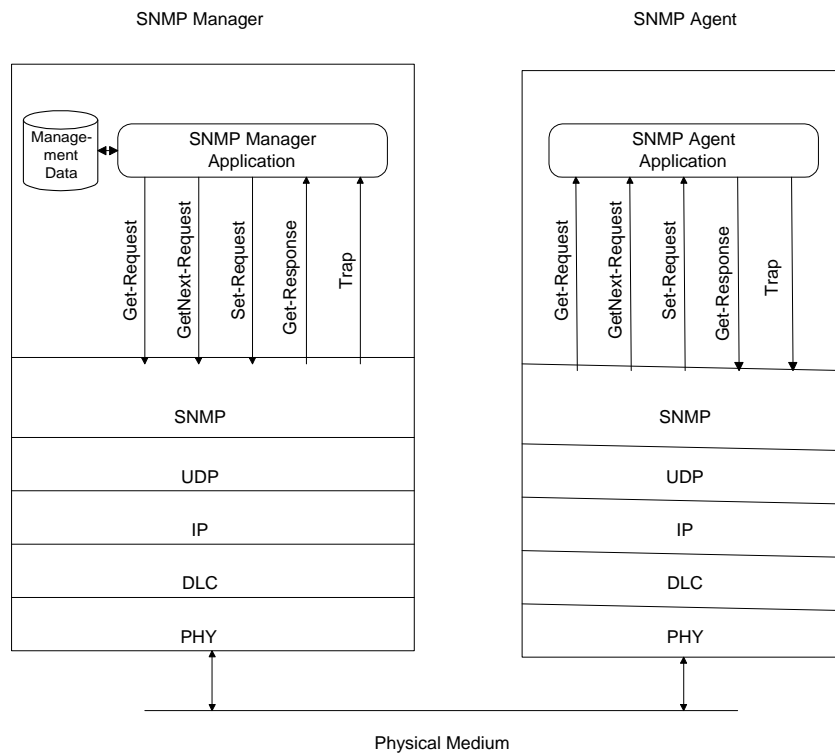 SNMP Manager
SNMP Agent
Manage-
ment
Data
SNMP Manager
Application
SNMP Agent
Application
Get-Request
GetNext-Request
Set-Request
Get-Response
Trap
Get-Request
GetNext-Request
Set-Request
Get-Response
Trap
SNMP
UDP
IP
DLC
PHY
SNMP
UDP
IP
DLC
PHY
Physical Medium